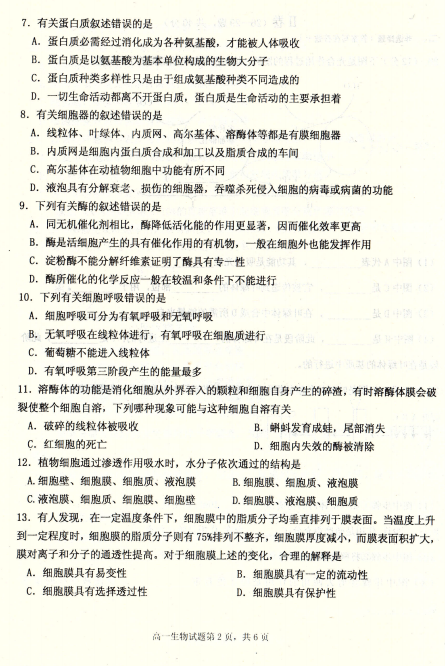 7．有关蛋白质叙述错误的是
A．蛋白质必需经过消化成为各种氨基酸，才能被人体吸收
B．蛋白质是以氨基酸为基本单位构成的生物大分子
C．蛋白质种类多样性只是由于组成氨基酸种类不同造成的
D．一切生命活动都离不开蛋白质，蛋白质是生命活动的主要承担着
8．有关细胞器的叙述错误的是
A．线粒体、叶绿体、内质网、高尔基体、溶酶体等都是有膜细胞器
B．内质网是细胞内蛋白质合成和加工以及脂质合成的车间
C．高尔基体在动植物细胞中功能有所不同
D．液泡具有分解衰老、损伤的细胞器，吞噬杀死侵入细胞的病毒或病菌的功能
9．下列有关酶的叙述错误的是
A．同无机催化剂相比，酶降低活化能的作用更显著，因而催化效率更高
B．酶是活细胞产生的具有催化作用的有机物，一般在细胞外也能发挥作用
C．淀粉酶不能分解纤维素证明了酶具有专一性
D．酶所催化的化学反应一般在较温和条件下不能进行
10．下列有关细胞呼吸错误的是
A．细胞呼吸可分为有氧呼吸和无氧呼吸
B．无氧呼吸在线粒体进行，有氧呼吸在细胞质进行
C．葡萄糖不能进入线粒体
D．有氧呼吸第三阶段产生的能量最多
11．溶酶体的功能是消化细胞从外界吞入的颗粒和细胞自身产生的碎渣，有时溶酶体膜会破
裂使整个细胞自溶，下列哪种现象可能与这种细胞自溶有关
A．破碎的线粒体被吸收 B．蝌蚪发育成蛙，尾部消失
C．红细胞的死亡 D．细胞内失效的酶被清除
12．植物细胞通过渗透作用吸水时，水分子依次通过的结构是
A.细胞壁、细胞膜、细胞质、液泡膜 B.细胞膜、细胞质、液泡膜
C.液泡膜、细胞质、细胞膜、细胞壁 D.细胞膜、液泡膜、细胞质
13．有人发现，在一定温度条件下，细胞膜中的脂质分子均垂直排列于膜表面。当温度上升
到一定程度时，细胞膜的脂质分子则有75%排列不整齐，细胞膜厚度减小，而膜表面积扩大，
膜对离子和分子的通透性提高。对于细胞膜上述的变化，合理的解释是
A．细胞膜具有易变性 B．细胞膜具有一定的流动性
C．细胞膜具有选择透过性 D．细胞膜具有保护性
高一生物试题第2页，共6页